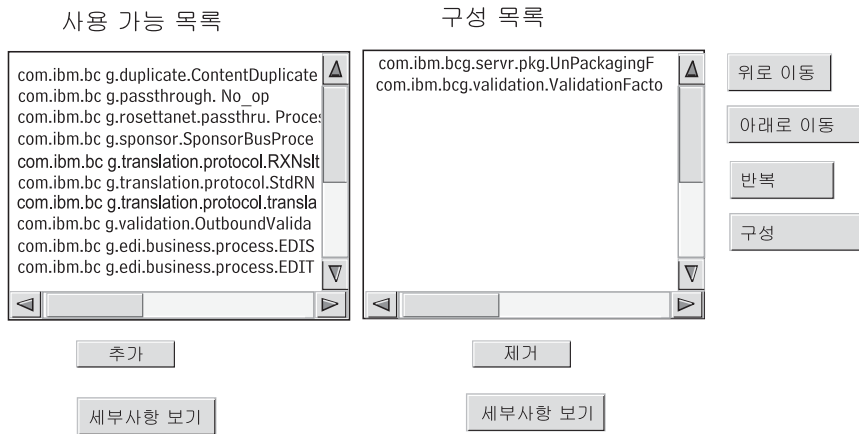 사용 가능 목록
com.ibm.bc g.duplicate.ContentDuplicate
com.ibm.bc g.passthrough. No_op
com.ibm.bc g.rosettanet.passthru. Proces
com.ibm.bc g.sponsor.SponsorBusProce
com.ibm.bc g.translation.protocol.RXNslt
com.ibm.bc g.translation.protocol.StdRN
com.ibm.bc g.translation.protocol.transla
com.ibm.bc g.validation.OutboundValida
com.ibm.bc g.edi.business.process.EDIS
com.ibm.bc g.edi.business.process.EDIT
추가
세부사항 보기
구성 목록
com.ibm.bcg.servr.pkg.UnPackagingF
com.ibm.bcg.validation.ValidationFacto
제거
세부사항 보기
위로 이동
아래로 이동
반복
구성